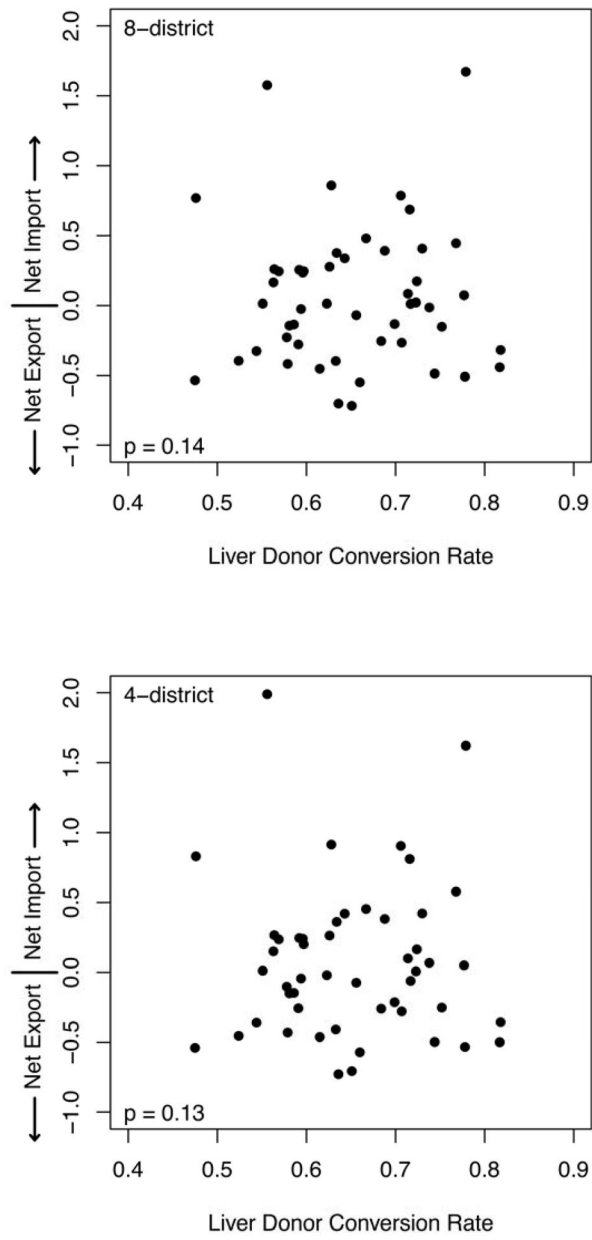 8−district
2.0
1.5
1.0
0.5
0.0
−0.5
−1.0
Net Export
Net Import
p = 0.14
0.4 0.5 0.6 0.7 0.8 0.9
Liver Donor Conversion Rate
4−district
2.0
1.5
1.0
0.5
0.0
−0.5
−1.0
Net Export
Net Import
p = 0.13
0.4 0.5 0.6 0.7 0.8 0.9
Liver Donor Conversion Rate